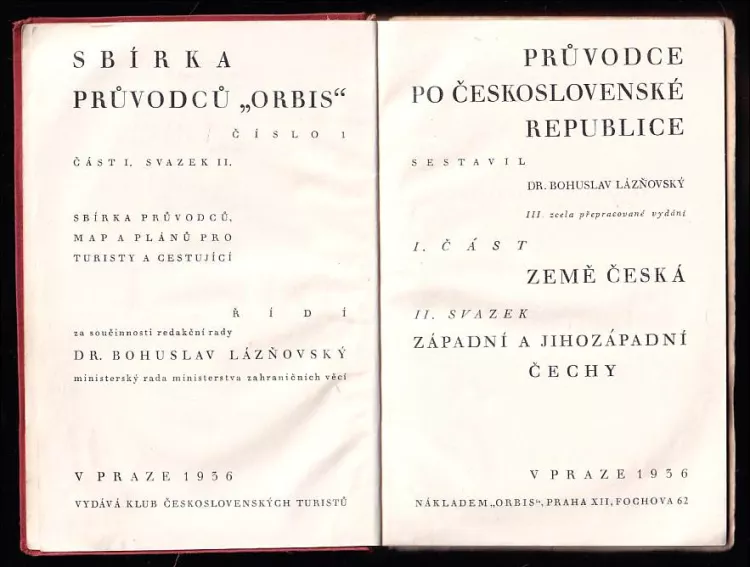 SBÍRKA
PRŮVODCŮ „ORBIS“
ČÍSLO 1
ČÁST I. SVAZEK II.
SBÍRKA PRŮVODCŮ,
MAP A PLÁNŮ PRO
TURISTY A CESTUJÍCÍ
ŘÍDÍ
za součinnosti redakční rady
DR. BOHUSLAV LÁZŇOVSKÝ
ministerský rada ministerstva zahraničních věcí
V PRAZE 1936
VYDÁVÁ KLUB ČESKOSLOVENSKÝCH TURISTŮ
PRŮVODCE
PO ČESKOSLOVENSKÉ
REPUBLICE
SESTAVIL
DR. BOHUSLAV LÁZŇOVSKÝ
III. zcela přepracované vydání
I. ČÁST
ZEMĚ ČESKÁ
II. SVAZEK
ZÁPADNÍ A JIHOZÁPADNÍ
ČECHY
V PRAZE 1936
NÁKLADEM „ORBIS“, PRAHA XII, FOCHOVA 62